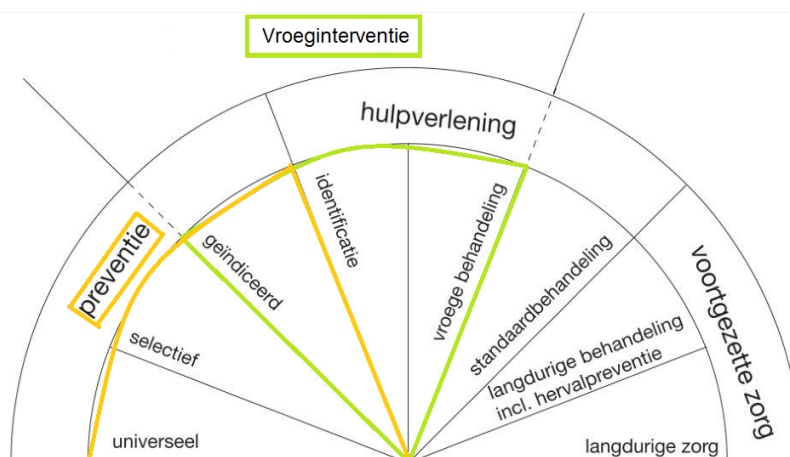 Vroeginterventie
hulpverlening
preventie
voortgezette zorg
universeel
selectief
geïndiceerd
identificatie
vroege behandeling
standaardbehandeling
langdurige behandeling
incl. hervalpreventie
langdurige zorg